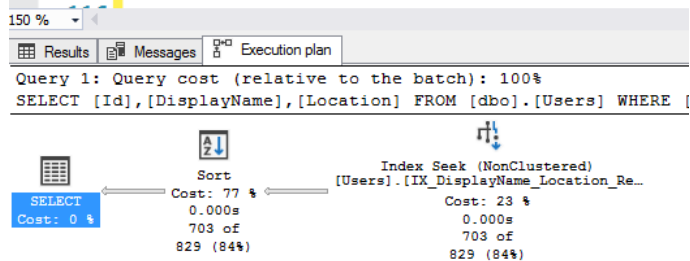 150 %
Results Messages Execution plan
Query 1: Query cost (relative to the batch): 100%
SELECT [Id],[DisplayName],[Location] FROM [dbo].[Users] WHERE [
SELECT
Cost: 0 %
Sort
Cost: 77 %
0.000s
703 of
829 (84%)
Index Seek (NonClustered)
[Users].[IX_DisplayName_Location_Re…
Cost: 23 %
0.000s
703 of
829 (84%)